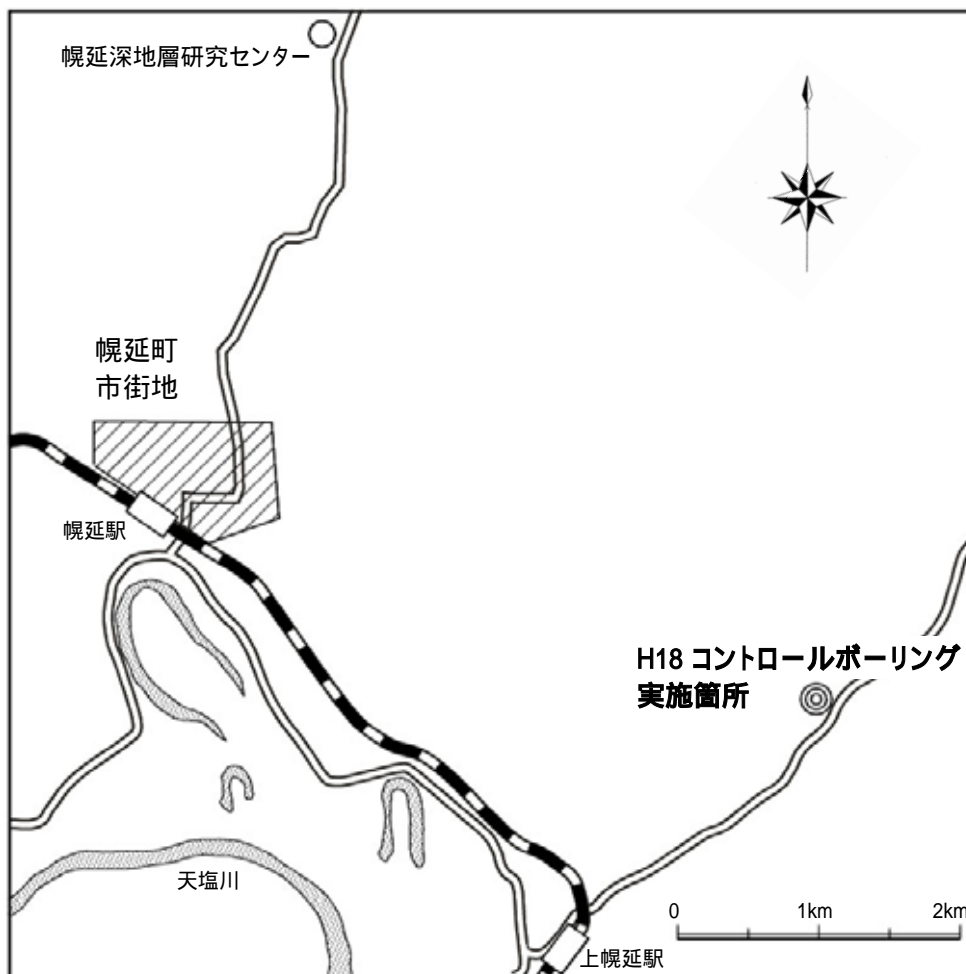 幌延深地層研究センター
幌延町
市街地
幌延駅
H18 コントロールボーリング
実施箇所
天塩川
0 1km 2km
上幌延駅